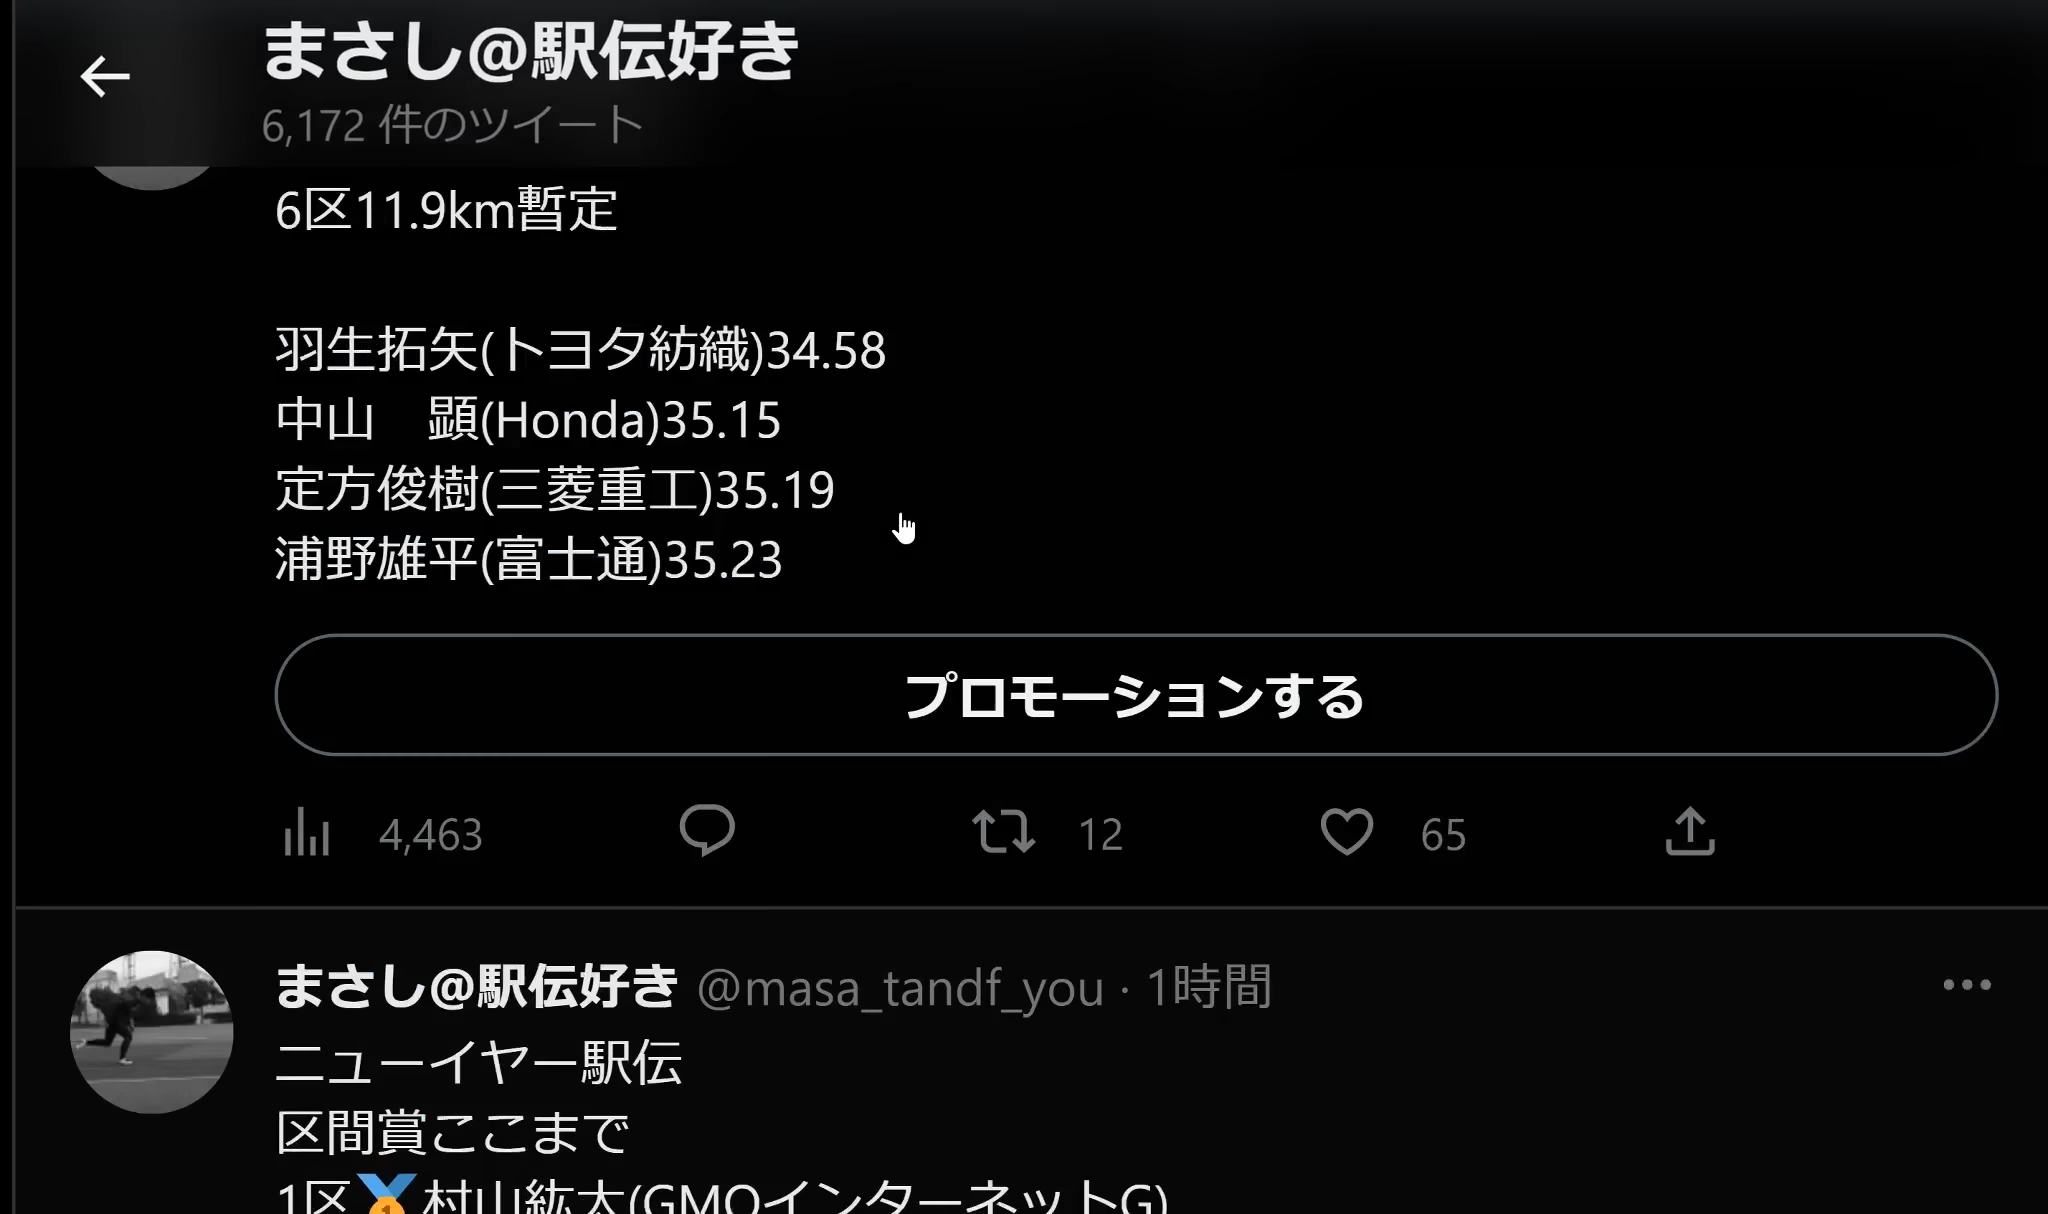 まさし@駅伝好き
6,172 件のツイート
6区11.9km暫定
羽生拓矢(トヨタ紡織)34.58
中山　顕(Honda)35.15
定方俊樹(三菱重工)35.19
浦野雄平(富士通)35.23
プロモーションする
4,463 12 65
まさし@駅伝好き @masa_tandf_you · 1時間
ニューイヤー駅伝
区間賞ここまで
1区🥇村山紘太(GMOインターネットG)